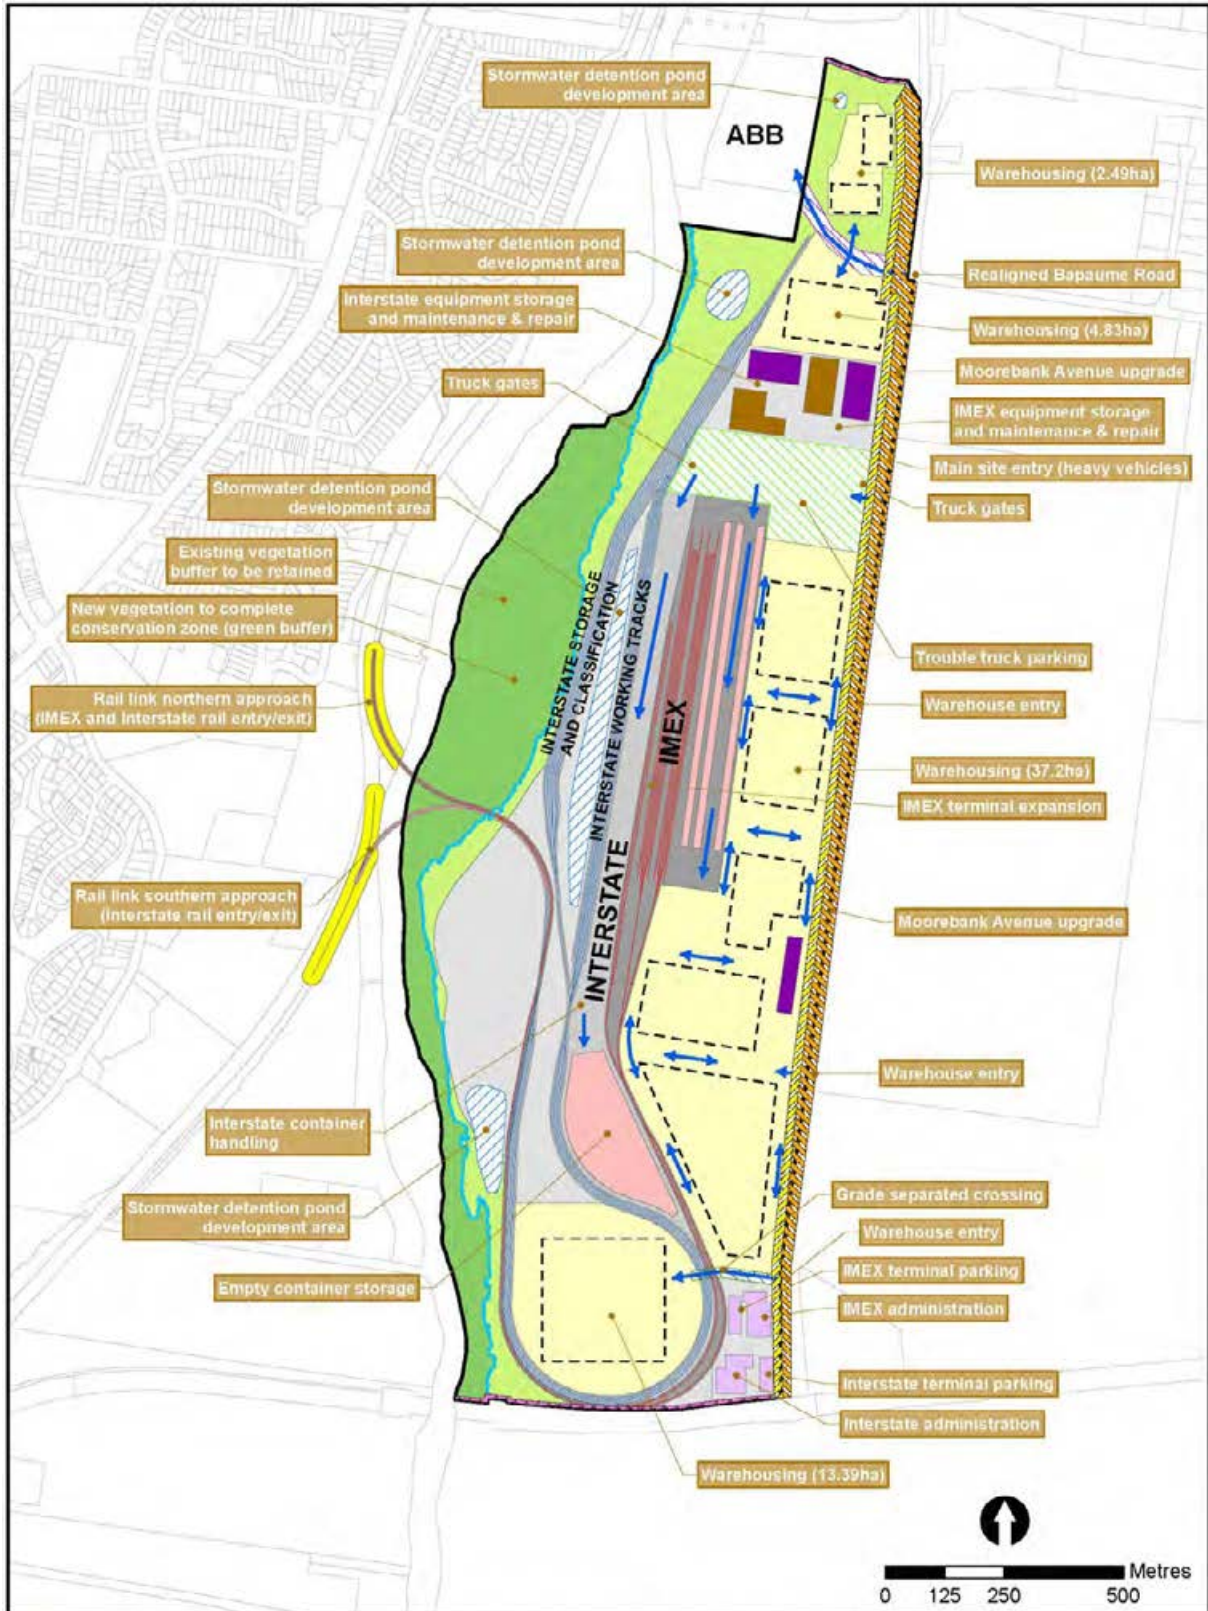 Stormwater detention pond
development area
ABB
Warehousing (2.49ha)
Stormwater detention pond
development area
Realigned Bapaume Road
Interstate equipment storage
and maintenance & repair
Warehousing (4.83ha)
Truck gates
Moorebank Avenue upgrade
IMEX equipment storage
and maintenance & repair
Main site entry (heavy vehicles)
Stormwater detention pond
development area
Truck gates
Existing vegetation
buffer to be retained
New vegetation to complete
conservation zone (green buffer)
INTERSTATE STORAGE
AND CLASSIFICATION
INTERSTATE WORKING TRACKS
Trouble truck parking
Rail link northern approach
(IMEX and Interstate rail entry/exit)
Warehouse entry
IMEX
Warehousing (37.2ha)
IMEX terminal expansion
INTERSTATE
Rail link southern approach
(Interstate rail entry/exit)
Moorebank Avenue upgrade
Warehouse entry
Interstate container
handling
Stormwater detention pond
development area
Grade separated crossing
Warehouse entry
IMEX terminal parking
Empty container storage
IMEX administration
Interstate terminal parking
Interstate administration
Warehousing (13.39ha)
Metres
0 125 250 500